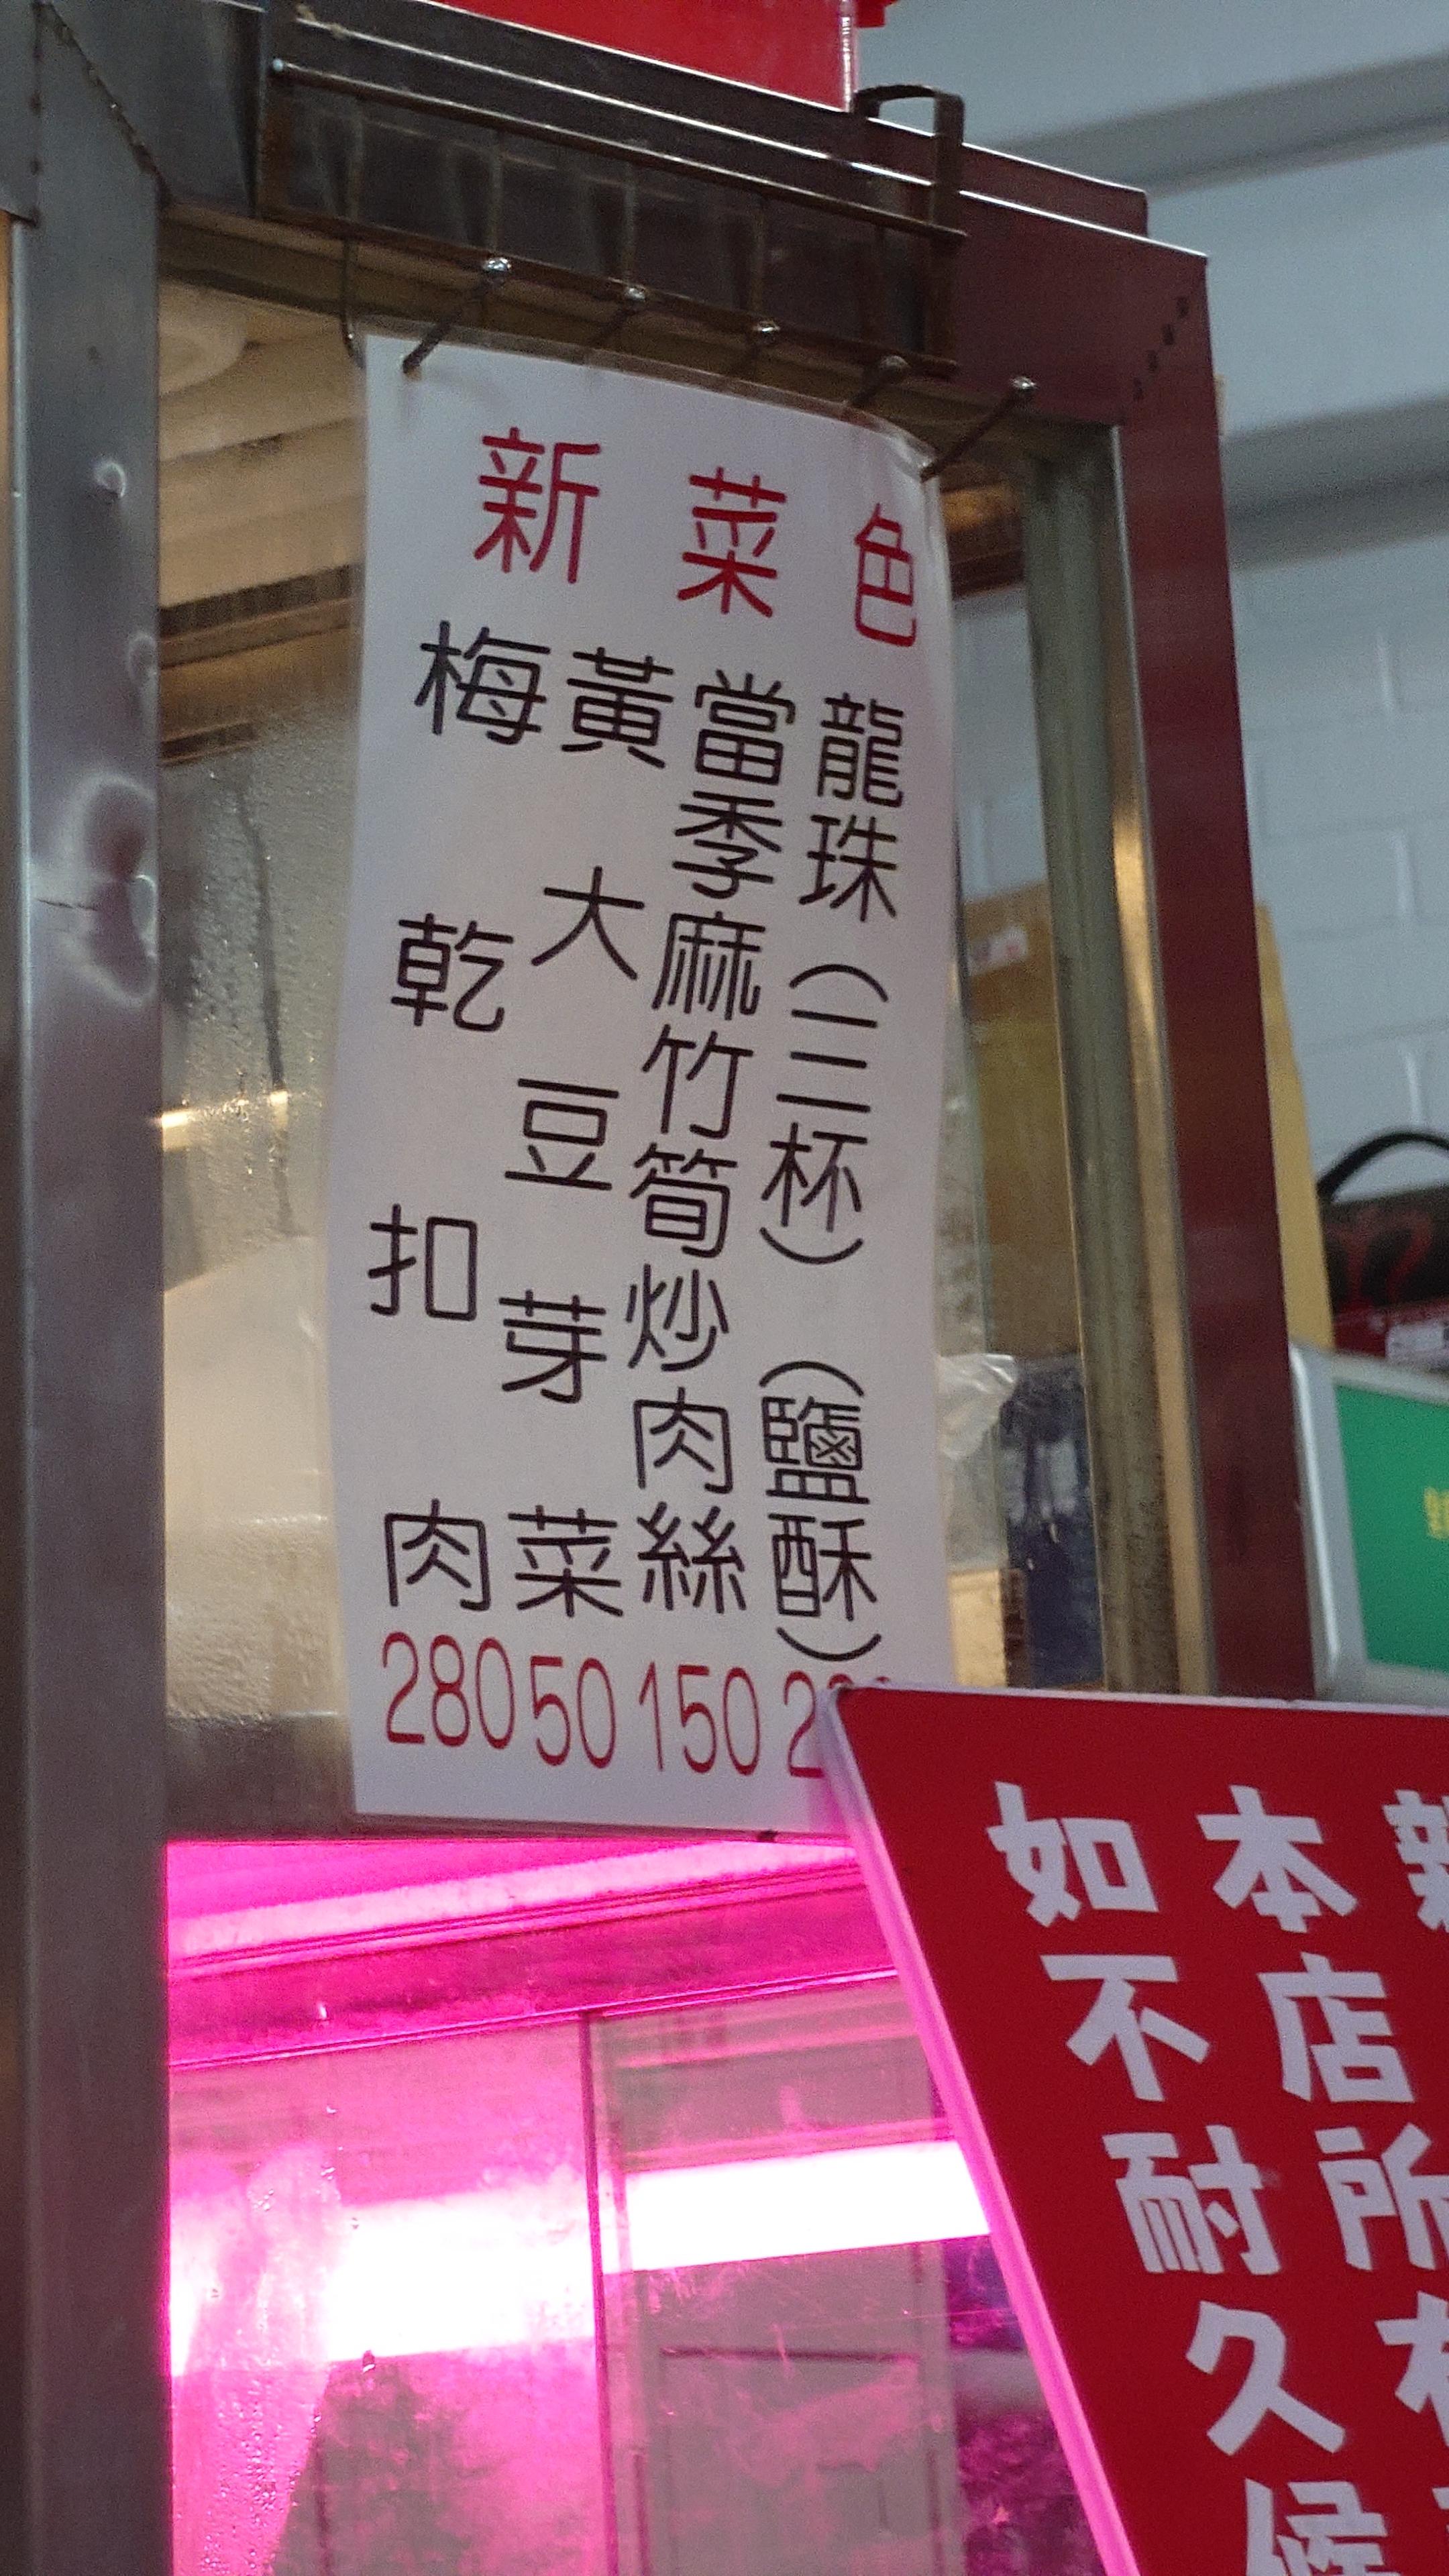 新菜色
龍珠(三杯) (鹽酥)
當季麻竹筍炒肉絲 150
黃大豆芽菜 50
梅乾扣肉 280
本店所
如不耐久候